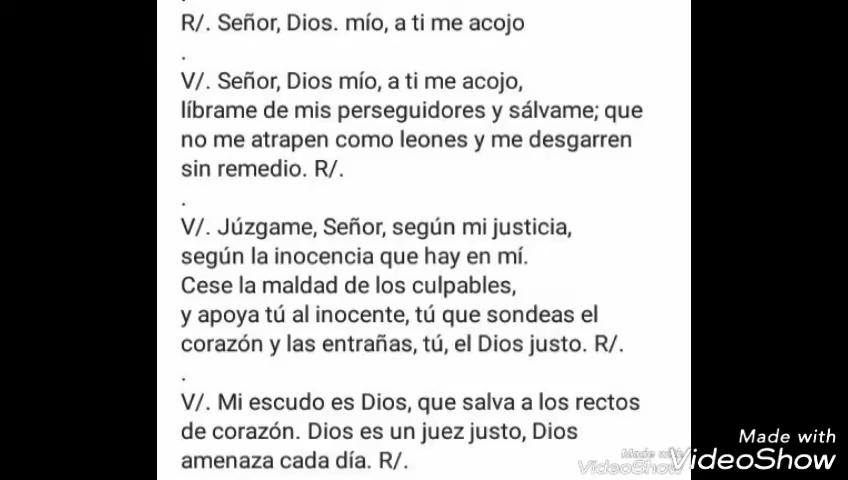 R/. Señor, Dios. mío, a ti me acojo
.
V/. Señor, Dios mío, a ti me acojo,
líbrame de mis perseguidores y sálvame; que
no me atrapen como leones y me desgarren
sin remedio. R/.
.
V/. Júzgame, Señor, según mi justicia,
según la inocencia que hay en mí.
Cese la maldad de los culpables,
y apoya tú al inocente, tú que sondeas el
corazón y las entrañas, tú, el Dios justo. R/.
.
V/. Mi escudo es Dios, que salva a los rectos
de corazón. Dios es un juez justo, Dios
amenaza cada día. R/.
Made with
VideoShow
Made with
VideoShow